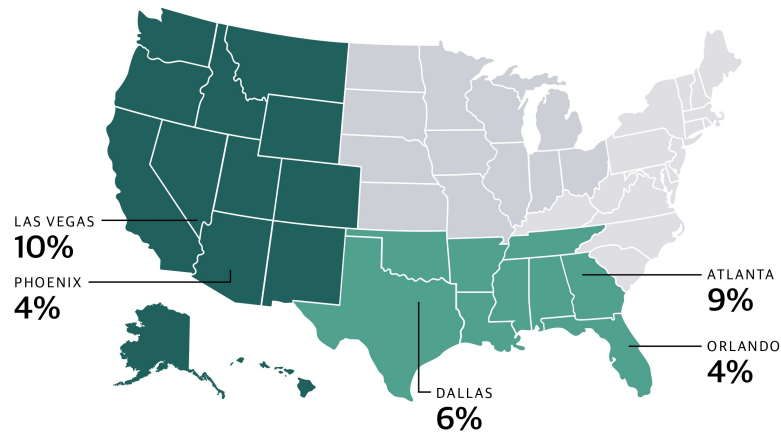 LAS VEGAS
10%
PHOENIX
4%
ATLANTA
9%
ORLANDO
4%
DALLAS
6%